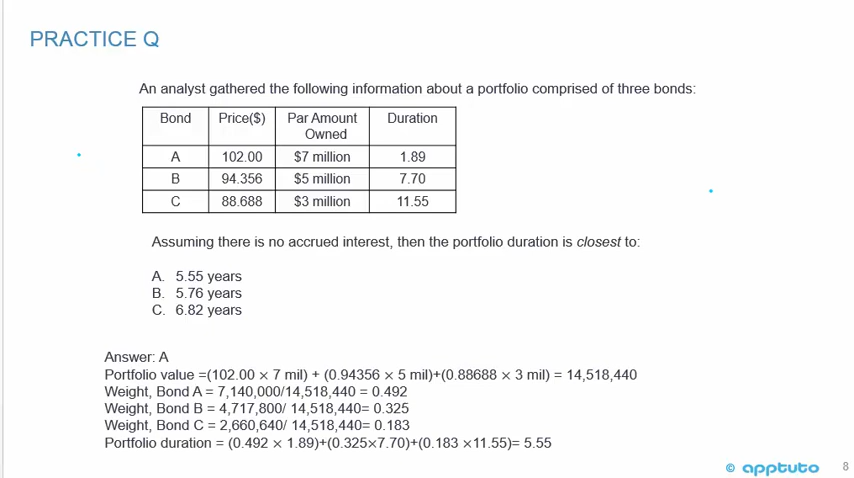 PRACTICE Q
An analyst gathered the following information about a portfolio comprised of three bonds:
Bond Price($) Par Amount Owned Duration
A 102.00 $7 million 1.89
B 94.356 $5 million 7.70
C 88.688 $3 million 11.55
Assuming there is no accrued interest, then the portfolio duration is closest to:
A. 5.55 years
B. 5.76 years
C. 6.82 years
Answer: A
Portfolio value =(102.00 × 7 mil) + (0.94356 × 5 mil)+(0.88688 × 3 mil) = 14,518,440
Weight, Bond A = 7,140,000/14,518,440 = 0.492
Weight, Bond B = 4,717,800/ 14,518,440= 0.325
Weight, Bond C = 2,660,640/ 14,518,440= 0.183
Portfolio duration = (0.492 × 1.89)+(0.325×7.70)+(0.183 ×11.55)= 5.55
© apptuto 8